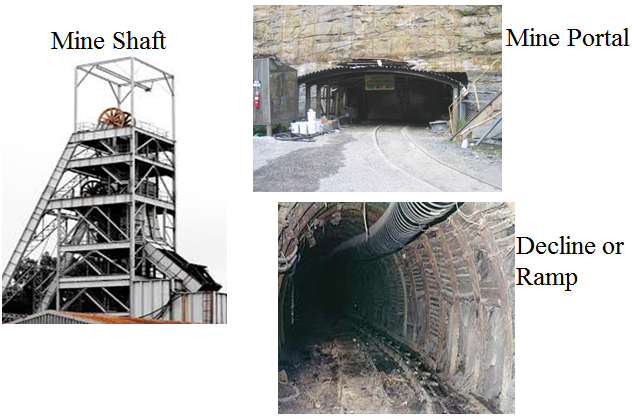 Mine Shaft
Mine Portal
Decline or
Ramp